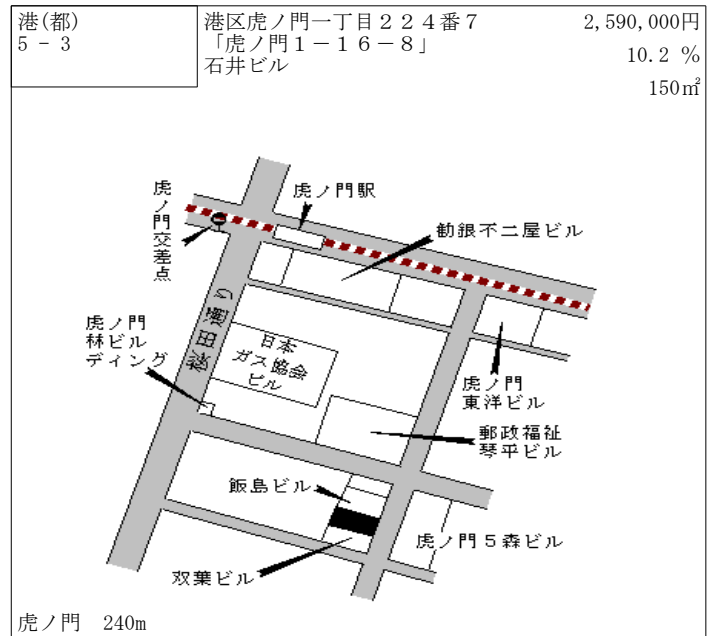 港(都)
5 - 3
港区虎ノ門一丁目２２４番７
「虎ノ門１－１６－８」
石井ビル
2,590,000円
10.2 %
150㎡
虎ノ門交差点
虎ノ門駅
勧銀不二屋ビル
桜田通り
虎ノ門
林ビル
ディング
日本
ガス協会
ビル
虎ノ門
東洋ビル
郵政福祉
琴平ビル
飯島ビル
虎ノ門５森ビル
双葉ビル
虎ノ門 240m